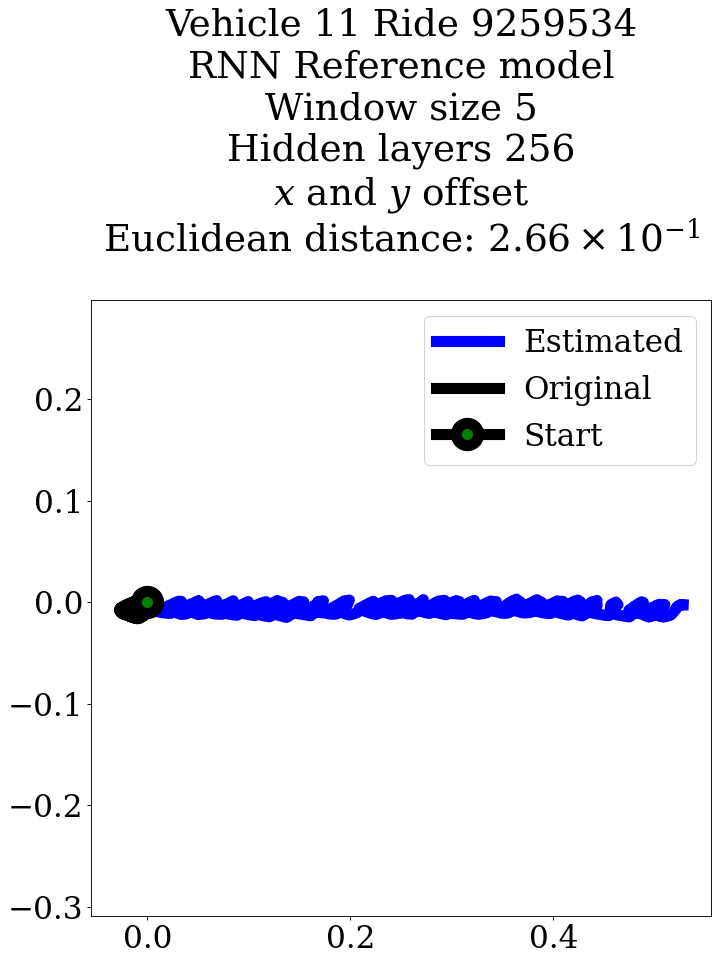 Vehicle 11 Ride 9259534
RNN Reference model
Window size 5
Hidden layers 256
x and y offset
Euclidean distance: 2.66 × 10⁻¹
Estimated
Original
Start
0.2
0.1
0.0
−0.1
−0.2
−0.3
0.0 0.2 0.4